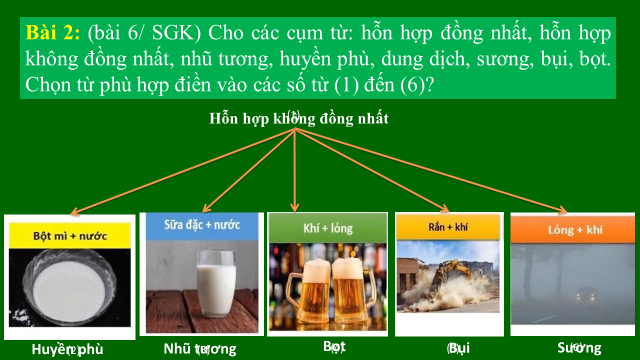 Bài 2: (bài 6/ SGK) Cho các cụm từ: hỗn hợp đồng nhất, hỗn hợp
không đồng nhất, nhũ tương, huyền phù, dung dịch, sương, bụi, bọt.
Chọn từ phù hợp điền vào các số từ (1) đến (6)?
Hỗn hợp không đồng nhất
Bột mì + nước
Sữa đặc + nước
Khí + lỏng
Rắn + khí
Lỏng + khí
Huyền phù
Nhũ tương
Bọt
Bụi
Sương